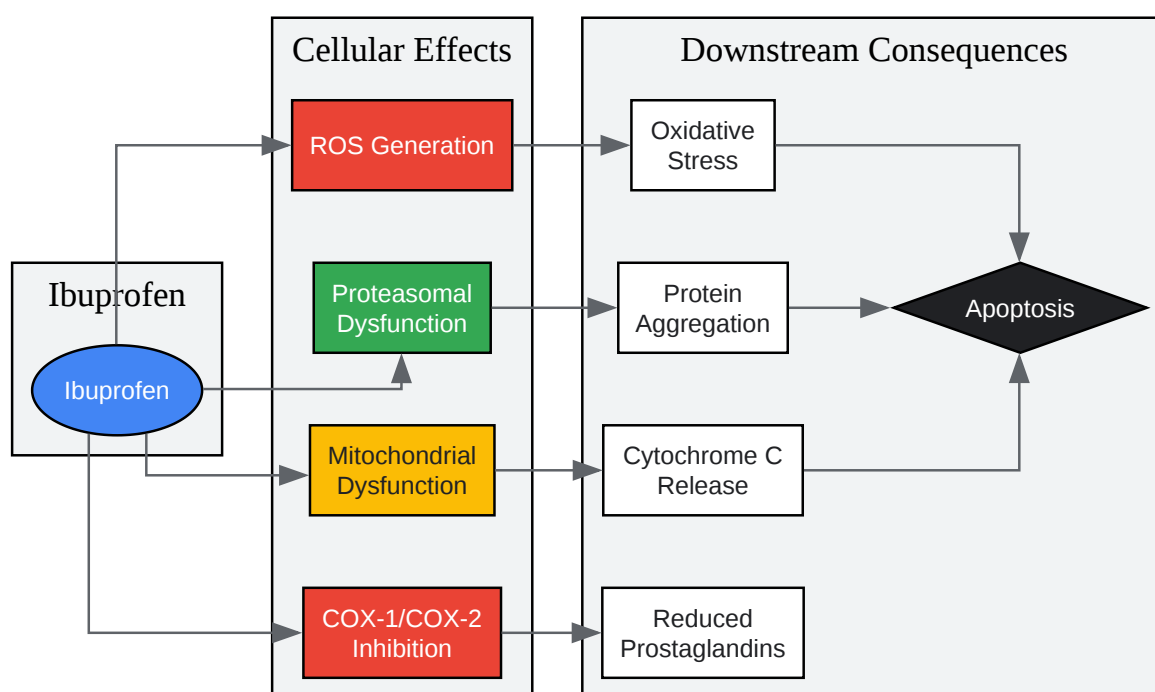 Cellular Effects
Downstream Consequences
ROS Generation
Oxidative
Stress
Ibuprofen
Proteasomal
Dysfunction
Protein
Aggregation
Apoptosis
Ibuprofen
Mitochondrial
Dysfunction
Cytochrome C
Release
COX-1/COX-2
Inhibition
Reduced
Prostaglandins